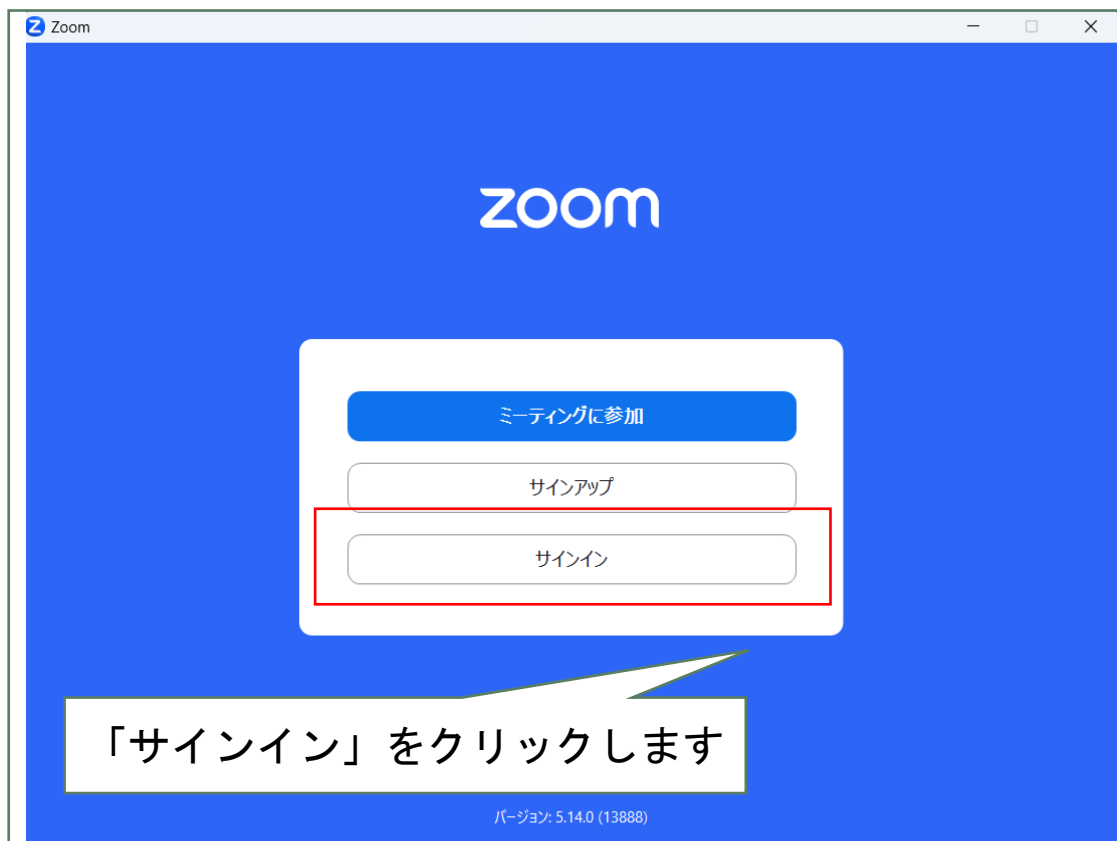 Zoom
zoom
ミーティングに参加
サインアップ
サインイン
「サインイン」をクリックします
バージョン: 5.14.0 (13888)